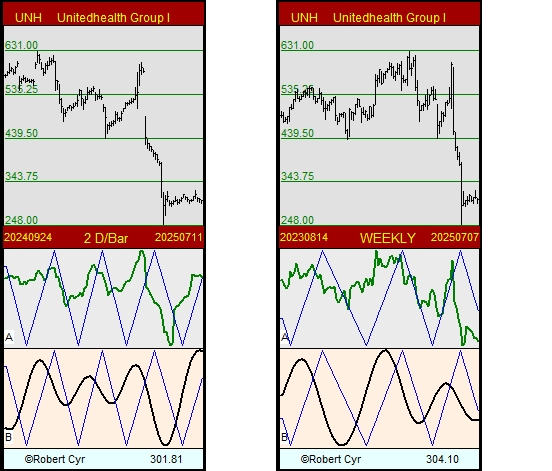 UNH Unitedhealth Group I
631.00
535.25
439.50
343.75
248.00
20240924 2 D/Bar 20250711
A
B
©Robert Cyr 301.81
UNH Unitedhealth Group I
631.00
535.25
439.50
343.75
248.00
20230814 WEEKLY 20250707
A
B
©Robert Cyr 304.10